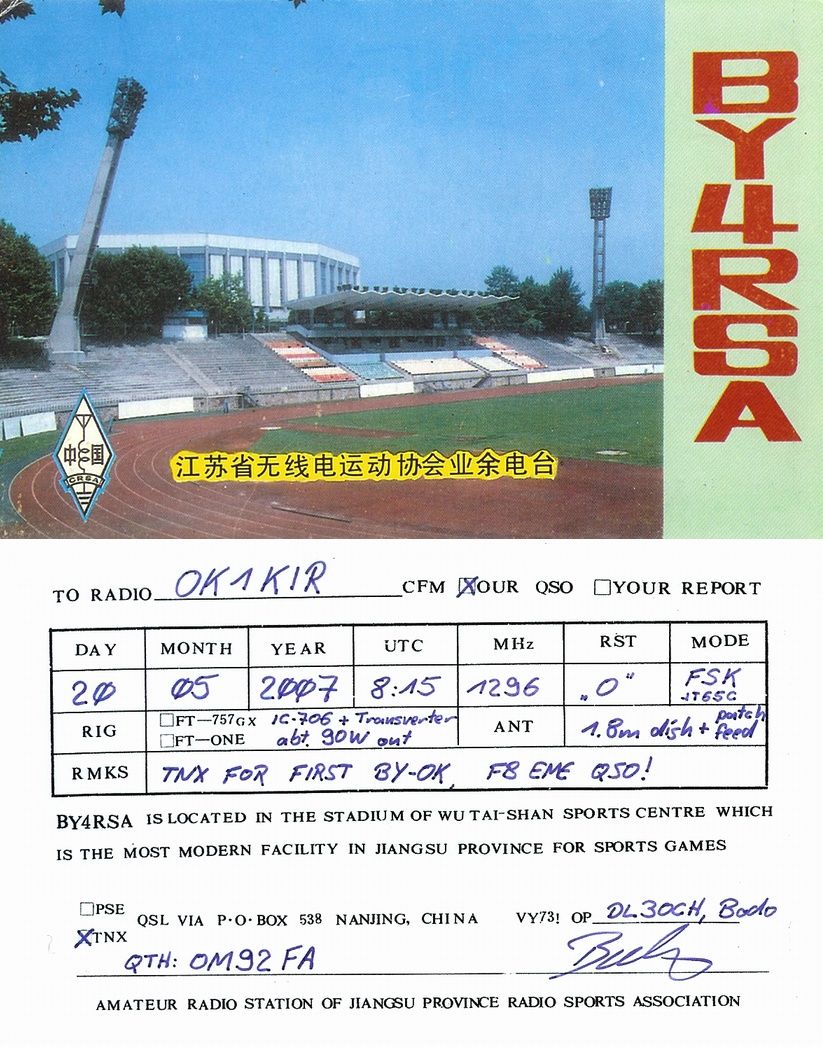 BY4RSA
中国
CRSA
江苏省无线电运动协会业余电台
TO RADIO OK1KIR CFM ☒OUR QSO ☐YOUR REPORT
DAY MONTH YEAR UTC MHz RST MODE
20 05 2007 8:15 1296 „O“ FSK JT65C
RIG ☐FT-757GX IC-706 + Transverter ANT 1.8m dish + patch feed
☐FT-ONE abt. 90W out
RMKS TNX FOR FIRST BY-OK, F8 EME QSO!
BY4RSA IS LOCATED IN THE STADIUM OF WU TAI-SHAN SPORTS CENTRE WHICH
IS THE MOST MODERN FACILITY IN JIANGSU PROVINCE FOR SPORTS GAMES
☐PSE
☒TNX
QSL VIA P·O·BOX 538 NANJING, CHINA VY73! OP DL3OCH, Bodo
QTH: OM92FA
AMATEUR RADIO STATION OF JIANGSU PROVINCE RADIO SPORTS ASSOCIATION